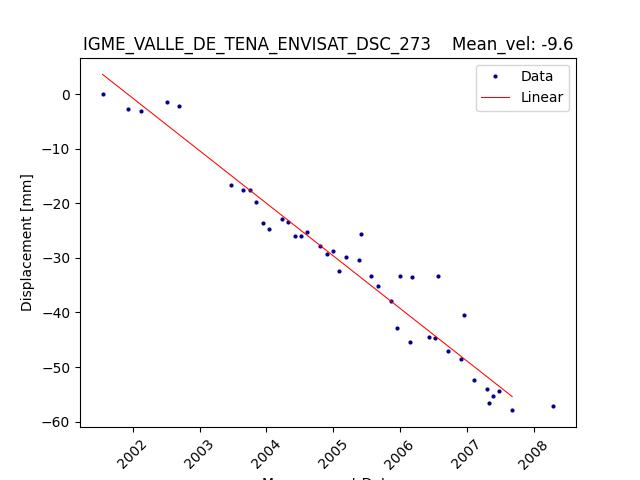 IGME_VALLE_DE_TENA_ENVISAT_DSC_273 Mean_vel: -9.6
Data
Linear
Displacement [mm]
0
−10
−20
−30
−40
−50
−60
2002 2003 2004 2005 2006 2007 2008